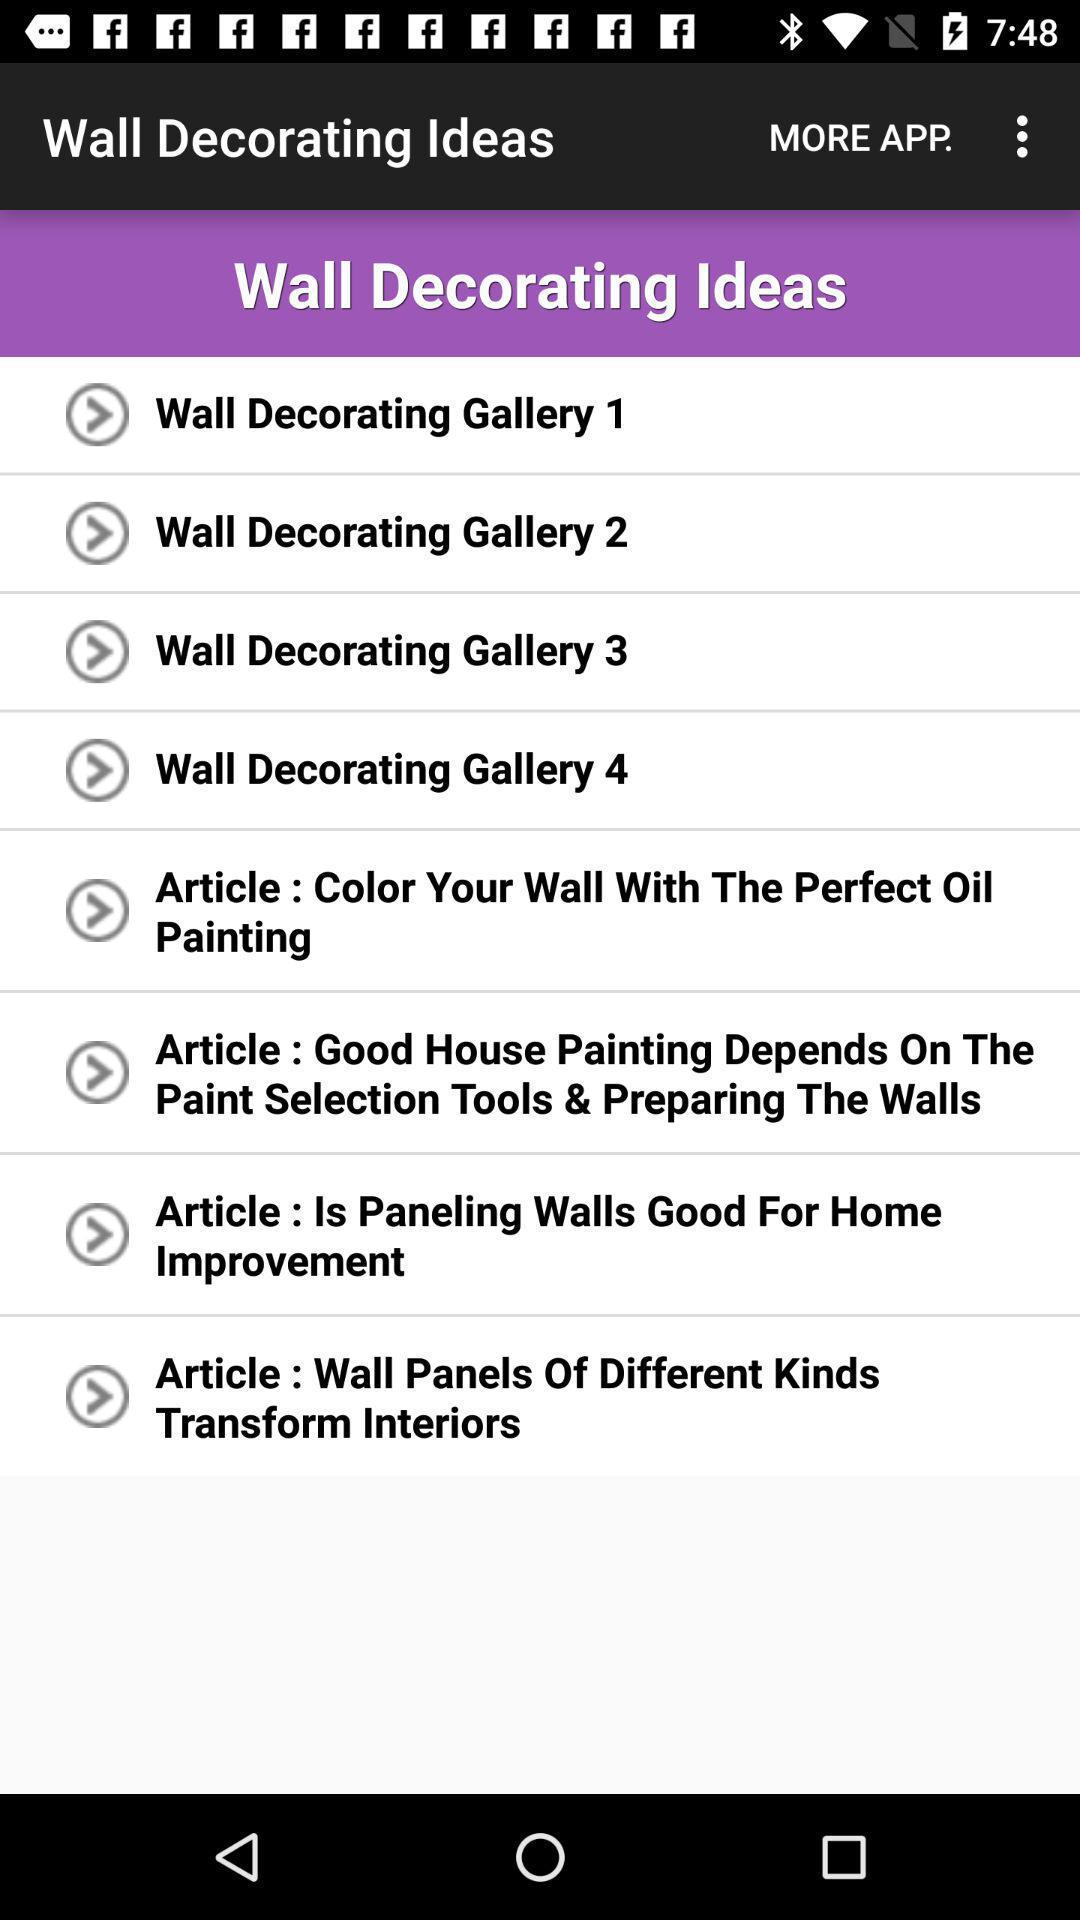 7:48
Wall Decorating Ideas MORE APP.
Wall Decorating Ideas
Wall Decorating Gallery 1
Wall Decorating Gallery 2
Wall Decorating Gallery 3
Wall Decorating Gallery 4
Article : Color Your Wall With The Perfect Oil
Painting
Article : Good House Painting Depends On The
Paint Selection Tools & Preparing The Walls
Article : Is Paneling Walls Good For Home
Improvement
Article : Wall Panels Of Different Kinds
Transform Interiors